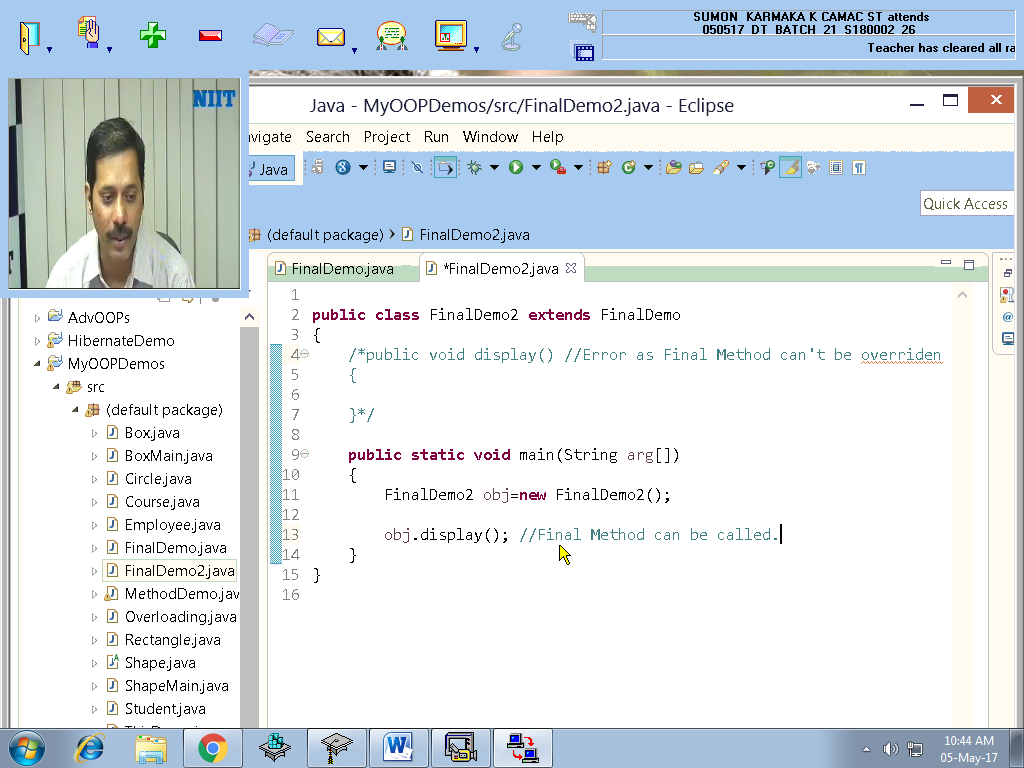 SUMON KARMAKA K CAMAC ST attends
050517 DT BATCH 21 S180002 26
Teacher has cleared all ra
NIIT
Java - MyOOPDemos/src/FinalDemo2.java - Eclipse
avigate Search Project Run Window Help
Java
Quick Access
(default package) > FinalDemo2.java
FinalDemo.java
*FinalDemo2.java
AdvOOPs
HibernateDemo
MyOOPDemos
src
(default package)
Box.java
BoxMain.java
Circle.java
Course.java
Employee.java
FinalDemo.java
FinalDemo2.java
MethodDemo.jav
Overloading.java
Rectangle.java
Shape.java
ShapeMain.java
Student.java
1
2 public class FinalDemo2 extends FinalDemo
3 {
4 /*public void display() //Error as Final Method can't be overriden
5 {
6
7 }*/
8
9 public static void main(String arg[])
10 {
11 FinalDemo2 obj=new FinalDemo2();
12
13 obj.display(); //Final Method can be called.
14 }
15 }
16
10:44 AM
05-May-17